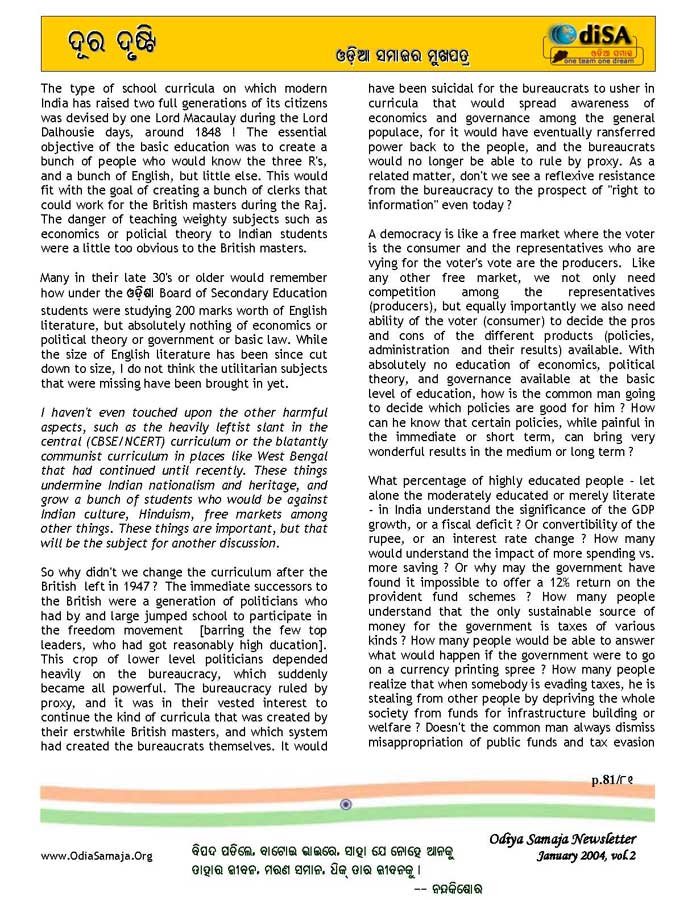 ଦୂର ଦୃଷ୍ଟି
ଓଡ଼ିଆ ସମାଜର ମୁଖପତ୍ର
OdiSA
ଓଡ଼ିଆ ସମାଜ
one team one dream
The type of school curricula on which modern
India has raised two full generations of its citizens
was devised by one Lord Macaulay during the Lord
Dalhousie days, around 1848 ! The essential
objective of the basic education was to create a
bunch of people who would know the three R's,
and a bunch of English, but little else. This would
fit with the goal of creating a bunch of clerks that
could work for the British masters during the Raj.
The danger of teaching weighty subjects such as
economics or policial theory to Indian students
were a little too obvious to the British masters.
Many in their late 30's or older would remember
how under the ଓଡ଼ିଶା Board of Secondary Education
students were studying 200 marks worth of English
literature, but absolutely nothing of economics or
political theory or government or basic law. While
the size of English literature has been since cut
down to size, I do not think the utilitarian subjects
that were missing have been brought in yet.
I haven't even touched upon the other harmful
aspects, such as the heavily leftist slant in the
central (CBSE/NCERT) curriculum or the blatantly
communist curriculum in places like West Bengal
that had continued until recently. These things
undermine Indian nationalism and heritage, and
grow a bunch of students who would be against
Indian culture, Hinduism, free markets among
other things. These things are important, but that
will be the subject for another discussion.
So why didn't we change the curriculum after the
British left in 1947 ? The immediate successors to
the British were a generation of politicians who
had by and large jumped school to participate in
the freedom movement [barring the few top
leaders, who had got reasonably high ducation].
This crop of lower level politicians depended
heavily on the bureaucracy, which suddenly
became all powerful. The bureaucracy ruled by
proxy, and it was in their vested interest to
continue the kind of curricula that was created by
their erstwhile British masters, and which system
had created the bureaucrats themselves. It would
have been suicidal for the bureaucrats to usher in
curricula that would spread awareness of
economics and governance among the general
populace, for it would have eventually ransferred
power back to the people, and the bureaucrats
would no longer be able to rule by proxy. As a
related matter, don't we see a reflexive resistance
from the bureaucracy to the prospect of "right to
information" even today ?
A democracy is like a free market where the voter
is the consumer and the representatives who are
vying for the voter's vote are the producers. Like
any other free market, we not only need
competition among the representatives
(producers), but equally importantly we also need
ability of the voter (consumer) to decide the pros
and cons of the different products (policies,
administration and their results) available. With
absolutely no education of economics, political
theory, and governance available at the basic
level of education, how is the common man going
to decide which policies are good for him ? How
can he know that certain policies, while painful in
the immediate or short term, can bring very
wonderful results in the medium or long term ?
What percentage of highly educated people - let
alone the moderately educated or merely literate
- in India understand the significance of the GDP
growth, or a fiscal deficit ? Or convertibility of the
rupee, or an interest rate change ? How many
would understand the impact of more spending vs.
more saving ? Or why may the government have
found it impossible to offer a 12% return on the
provident fund schemes ? How many people
understand that the only sustainable source of
money for the government is taxes of various
kinds ? How many people would be able to answer
what would happen if the government were to go
on a currency printing spree ? How many people
realize that when somebody is evading taxes, he is
stealing from other people by depriving the whole
society from funds for infrastructure building or
welfare ? Doesn't the common man always dismiss
misappropriation of public funds and tax evasion
p.81/୮୧
www.OdiaSamaja.Org
ବିପଦ ପଡିଲେ, ବାଟୋଇ ଭାଇରେ, ସାହା ଯେ ନୋହେ ଆନକୁ
ତାହାର ଜୀବନ, ମରଣ ସମାନ, ଧିକ୍ ତାର ଜୀବନକୁ ।
-- ନନ୍ଦକିଶୋର
Odiya Samaja Newsletter
January 2004, vol.2